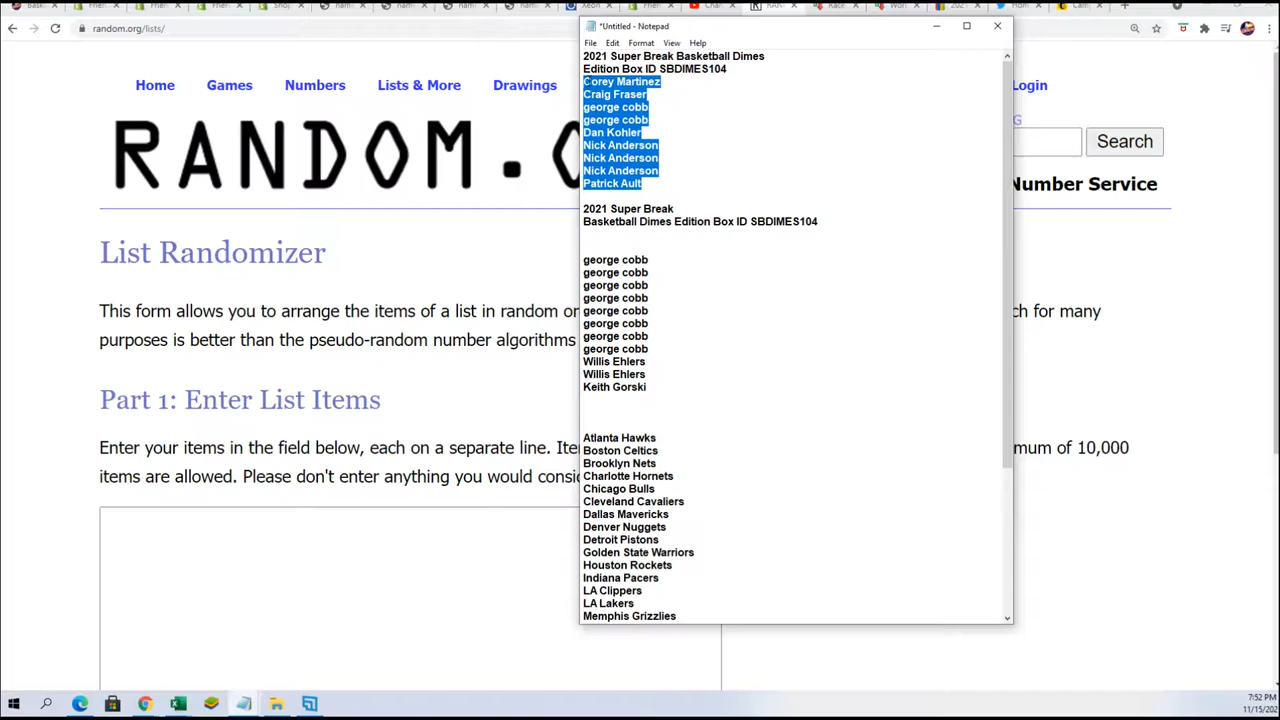 random.org/lists/
*Untitled - Notepad
File Edit Format View Help
2021 Super Break Basketball Dimes
Edition Box ID SBDIMES104
Corey Martinez
Craig Fraser
george cobb
george cobb
Dan Kohler
Nick Anderson
Nick Anderson
Nick Anderson
Patrick Ault
2021 Super Break
Basketball Dimes Edition Box ID SBDIMES104
george cobb
george cobb
george cobb
george cobb
george cobb
george cobb
george cobb
george cobb
Willis Ehlers
Willis Ehlers
Keith Gorski
Atlanta Hawks
Boston Celtics
Brooklyn Nets
Charlotte Hornets
Chicago Bulls
Cleveland Cavaliers
Dallas Mavericks
Denver Nuggets
Detroit Pistons
Golden State Warriors
Houston Rockets
Indiana Pacers
LA Clippers
LA Lakers
Memphis Grizzlies
Home Games Numbers Lists & More Drawings Login
RANDOM.O
G
Search
Number Service
List Randomizer
This form allows you to arrange the items of a list in random or ch for many
purposes is better than the pseudo-random number algorithms
Part 1: Enter List Items
Enter your items in the field below, each on a separate line. Ite mum of 10,000
items are allowed. Please don't enter anything you would consi
7:52 PM
11/15/202